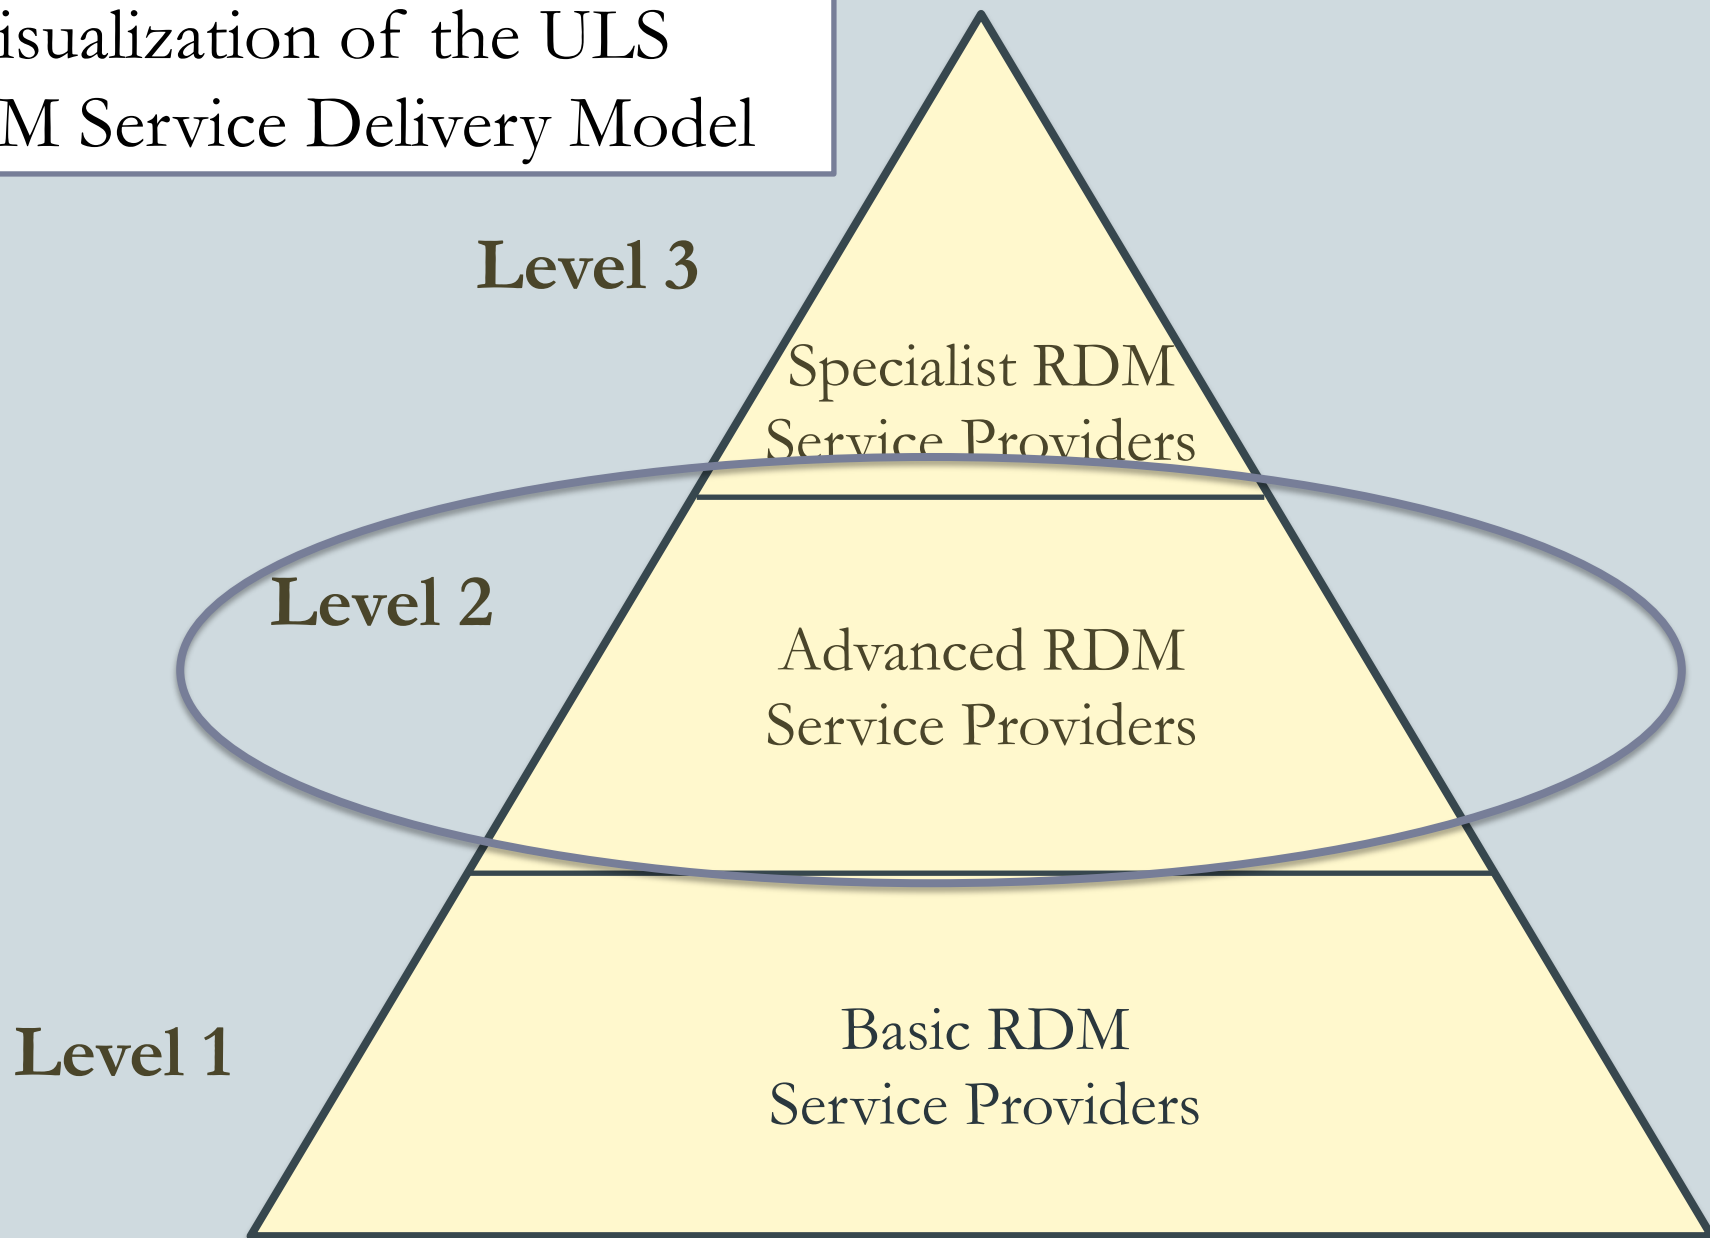 isualization of the ULS
M Service Delivery Model
Level 3
Specialist RDM
Service Providers
Level 2
Advanced RDM
Service Providers
Level 1
Basic RDM
Service Providers